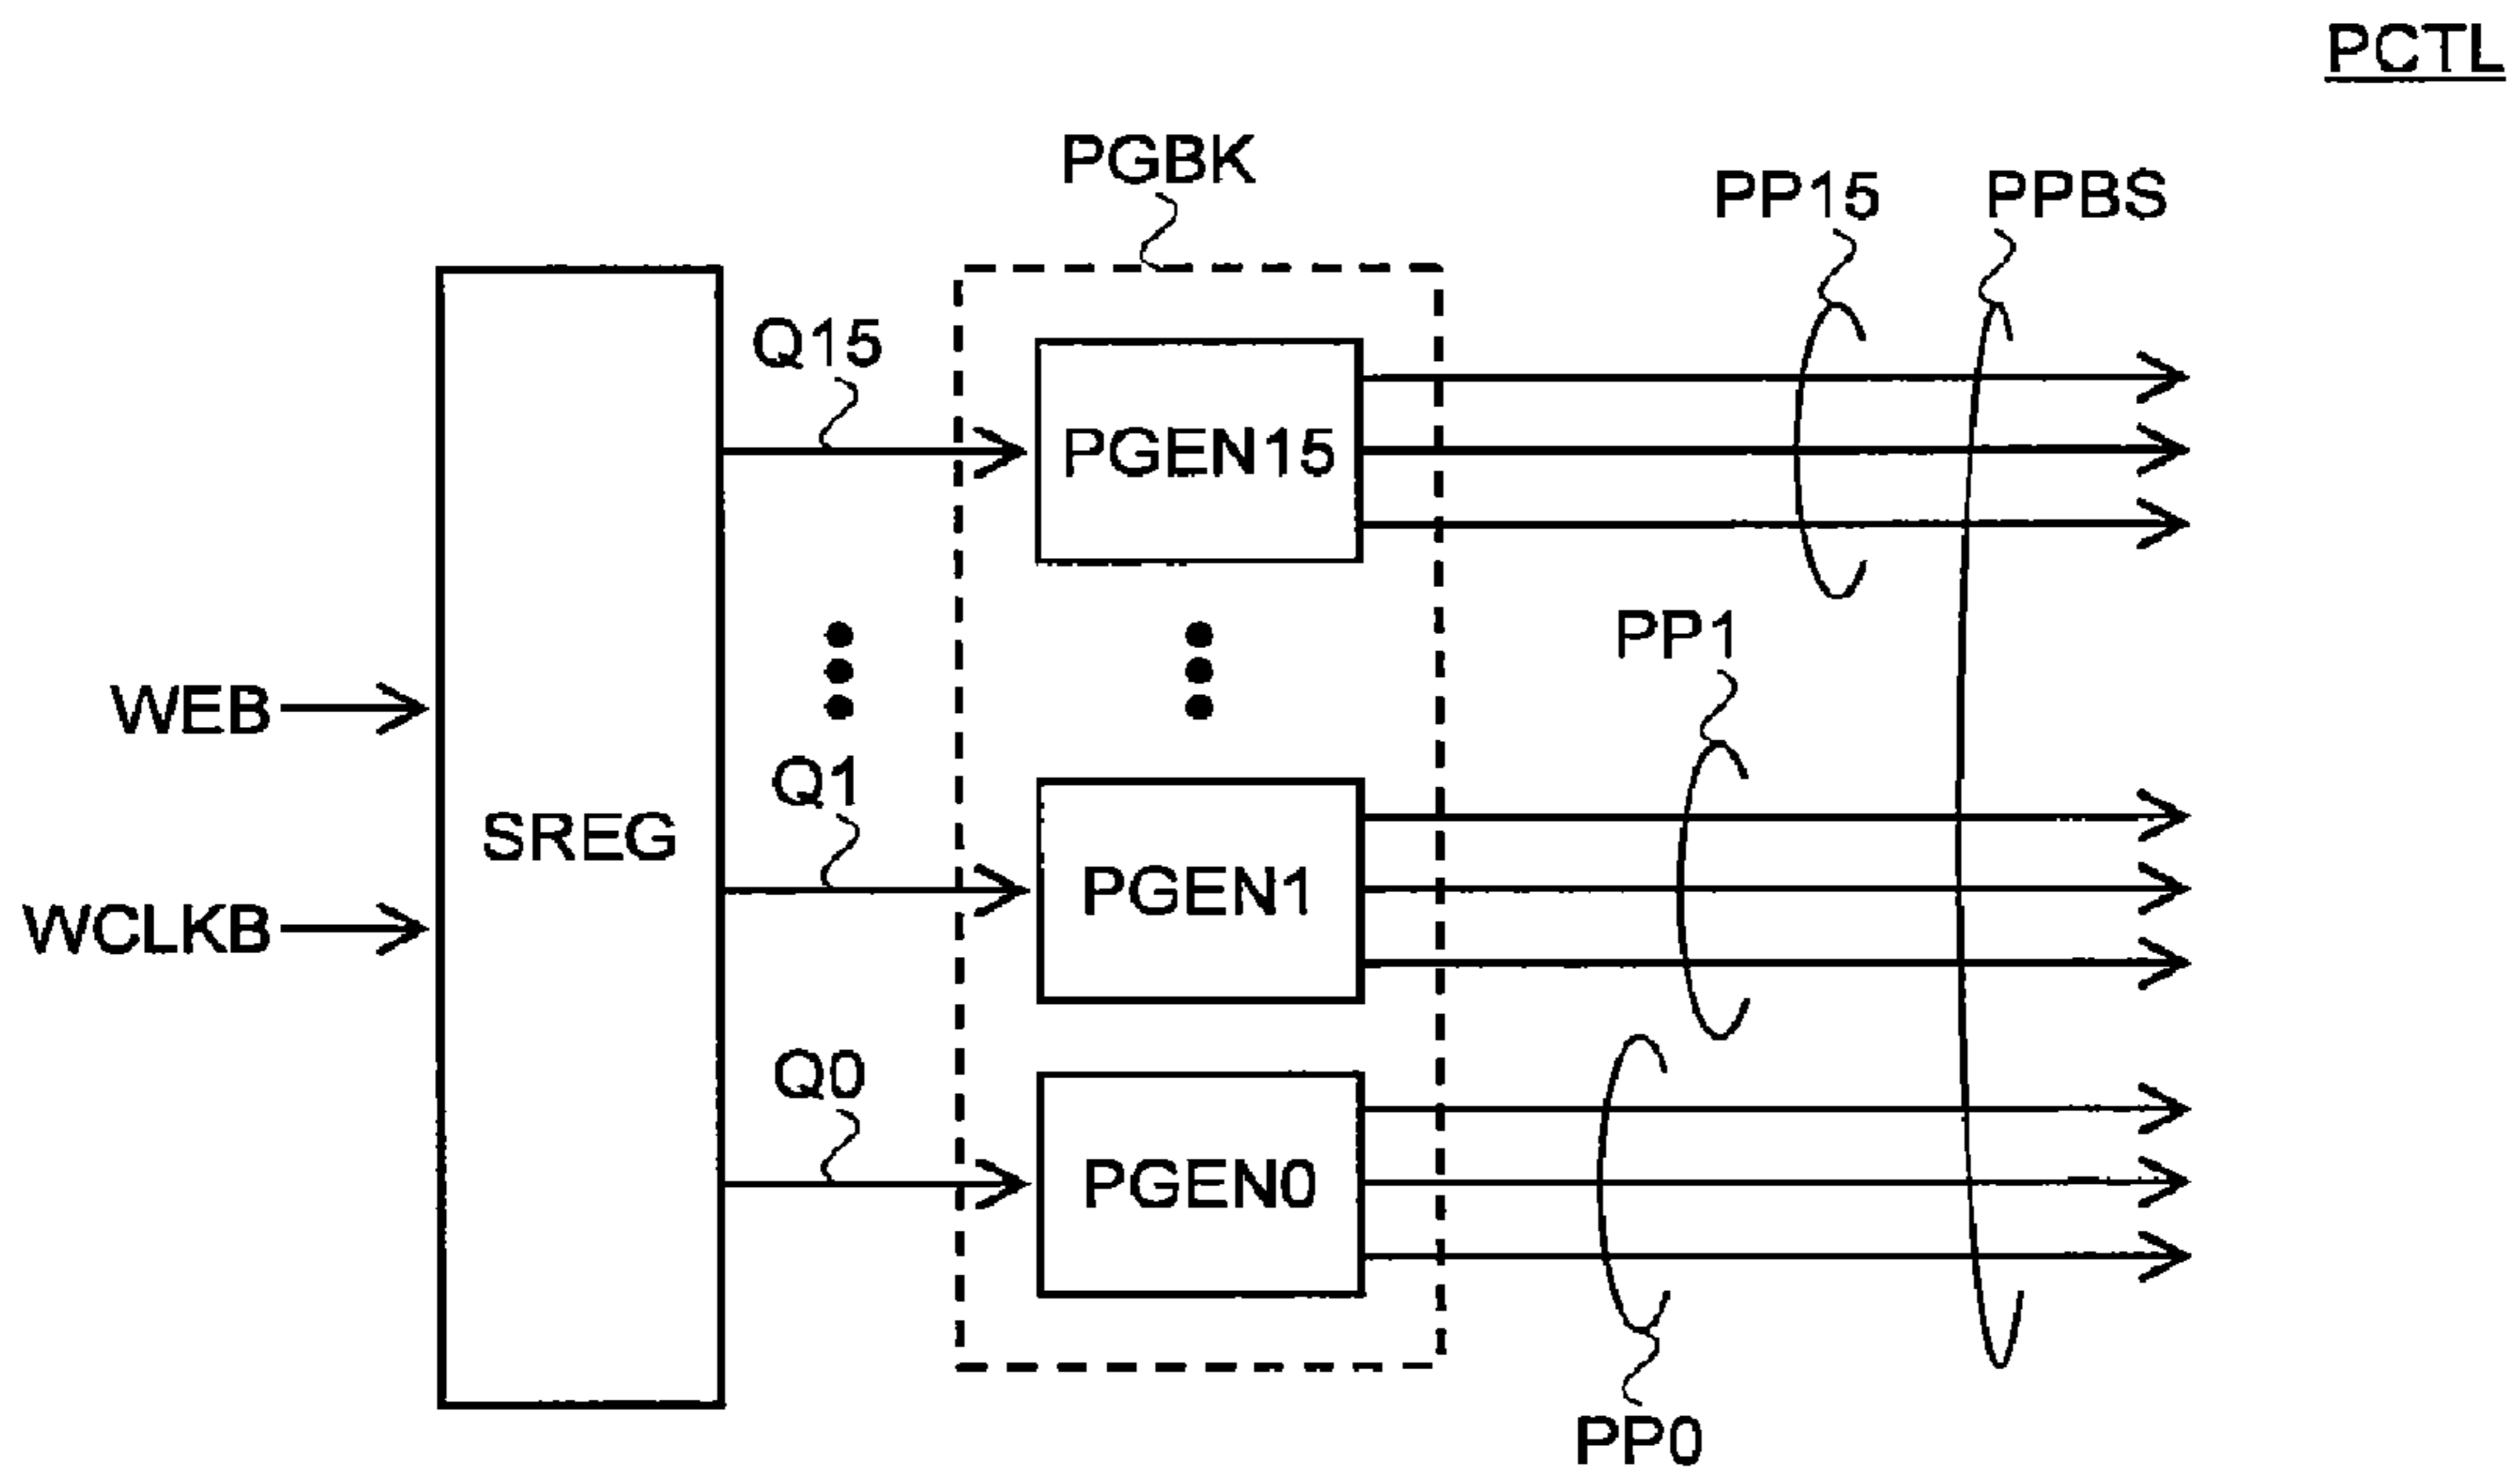 PCTL
PGBK
PP15
PPBS
Q15
PGEN15
PP1
WEB
Q1
SREG
PGEN1
WCLKB
Q0
PGEN0
PP0